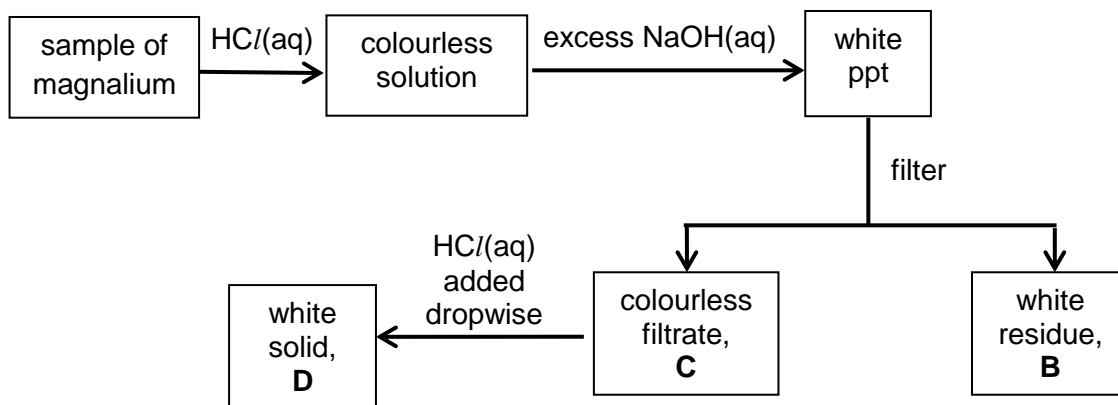 sample of
magnalium
HCl(aq)
colourless
solution
excess NaOH(aq)
white
ppt
filter
HCl(aq)
added
dropwise
white
solid,
D
colourless
filtrate,
C
white
residue,
B